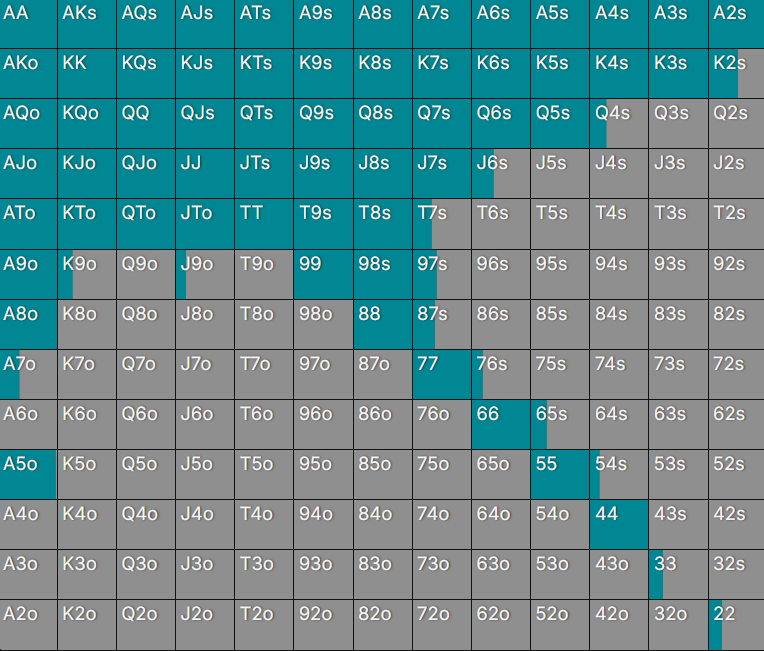 AA AKs AQs AJs ATs A9s A8s A7s A6s A5s A4s A3s A2s
AKo KK KQs KJs KTs K9s K8s K7s K6s K5s K4s K3s K2s
AQo KQo QQ QJs QTs Q9s Q8s Q7s Q6s Q5s Q4s Q3s Q2s
AJo KJo QJo JJ JTs J9s J8s J7s J6s J5s J4s J3s J2s
ATo KTo QTo JTo TT T9s T8s T7s T6s T5s T4s T3s T2s
A9o K9o Q9o J9o T9o 99 98s 97s 96s 95s 94s 93s 92s
A8o K8o Q8o J8o T8o 98o 88 87s 86s 85s 84s 83s 82s
A7o K7o Q7o J7o T7o 97o 87o 77 76s 75s 74s 73s 72s
A6o K6o Q6o J6o T6o 96o 86o 76o 66 65s 64s 63s 62s
A5o K5o Q5o J5o T5o 95o 85o 75o 65o 55 54s 53s 52s
A4o K4o Q4o J4o T4o 94o 84o 74o 64o 54o 44 43s 42s
A3o K3o Q3o J3o T3o 93o 83o 73o 63o 53o 43o 33 32s
A2o K2o Q2o J2o T2o 92o 82o 72o 62o 52o 42o 32o 22